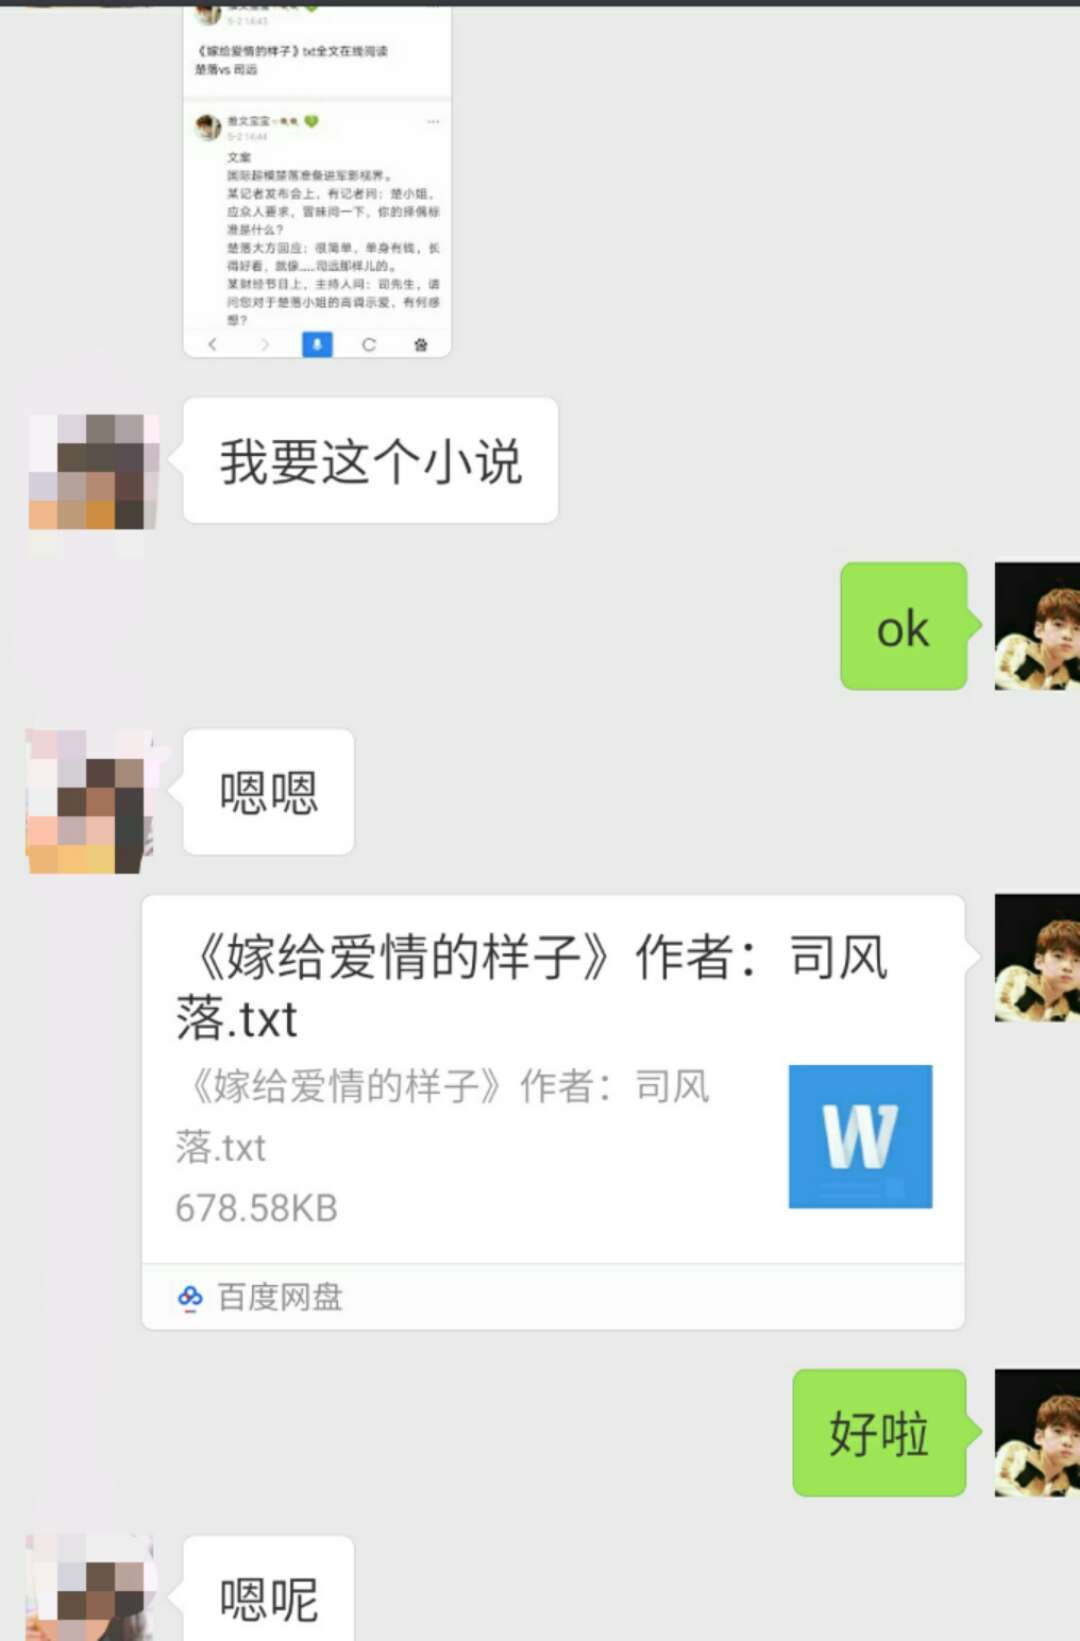 5-2 14:43
《嫁给爱情的样子》txt全文在线阅读
楚落vs 司远
推文宝宝
5-2 14:44
文案
国际超模楚落准备进军影视界。
某记者发布会上，有记者问：楚小姐，
应众人要求，冒昧问一下，你的择偶标
准是什么？
楚落大方回应：很简单，单身有钱，长
得好看，就像......司远那样儿的。
某财经节目上，主持人问：司先生，请
问您对于楚落小姐的高调示爱，有何感
想？
我要这个小说
ok
嗯嗯
《嫁给爱情的样子》作者：司风
落.txt
《嫁给爱情的样子》作者：司风
落.txt
678.58KB
W
百度网盘
好啦
嗯呢